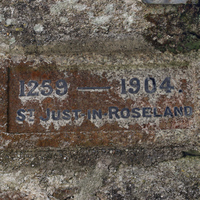 1259 — 1904
ST JUST IN ROSELAND